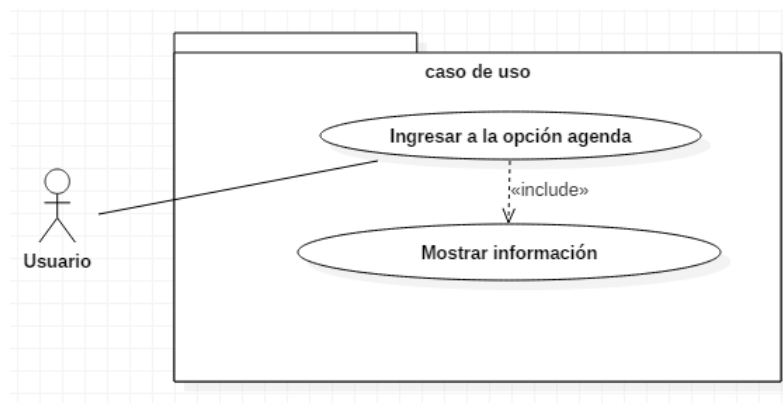 caso de uso
Ingresar a la opción agenda
«include»
Usuario
Mostrar información